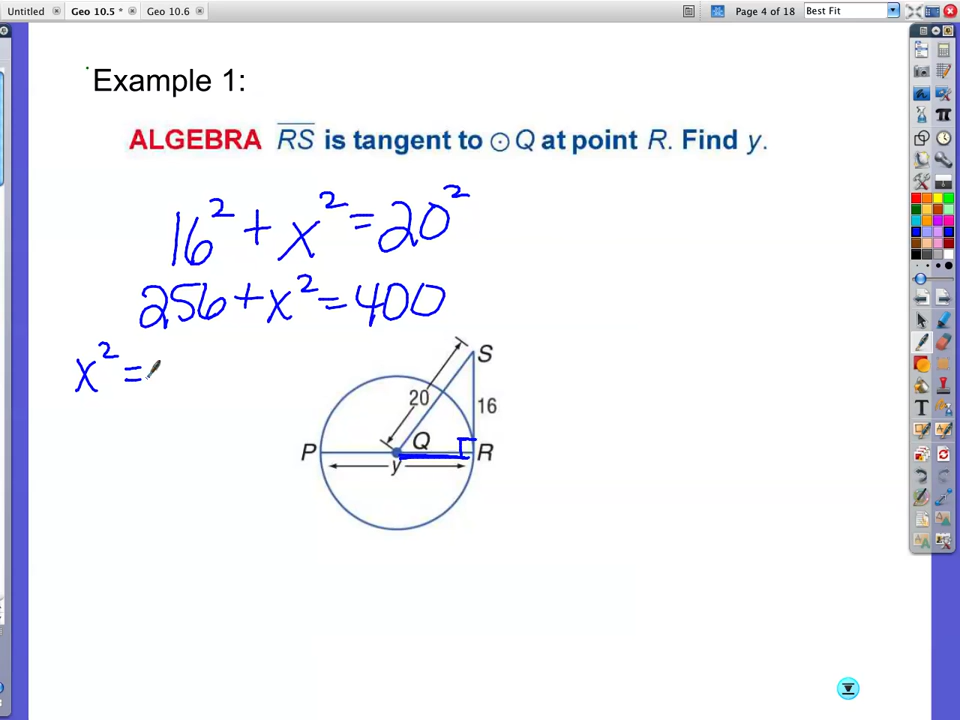 Untitled Geo 10.5 * Geo 10.6 Page 4 of 18 Best Fit
Example 1:
ALGEBRA RS is tangent to ⊙Q at point R. Find y.
16² + x² = 20²
256 + x² = 400
x² =
S
20
16
P Q R
y
T